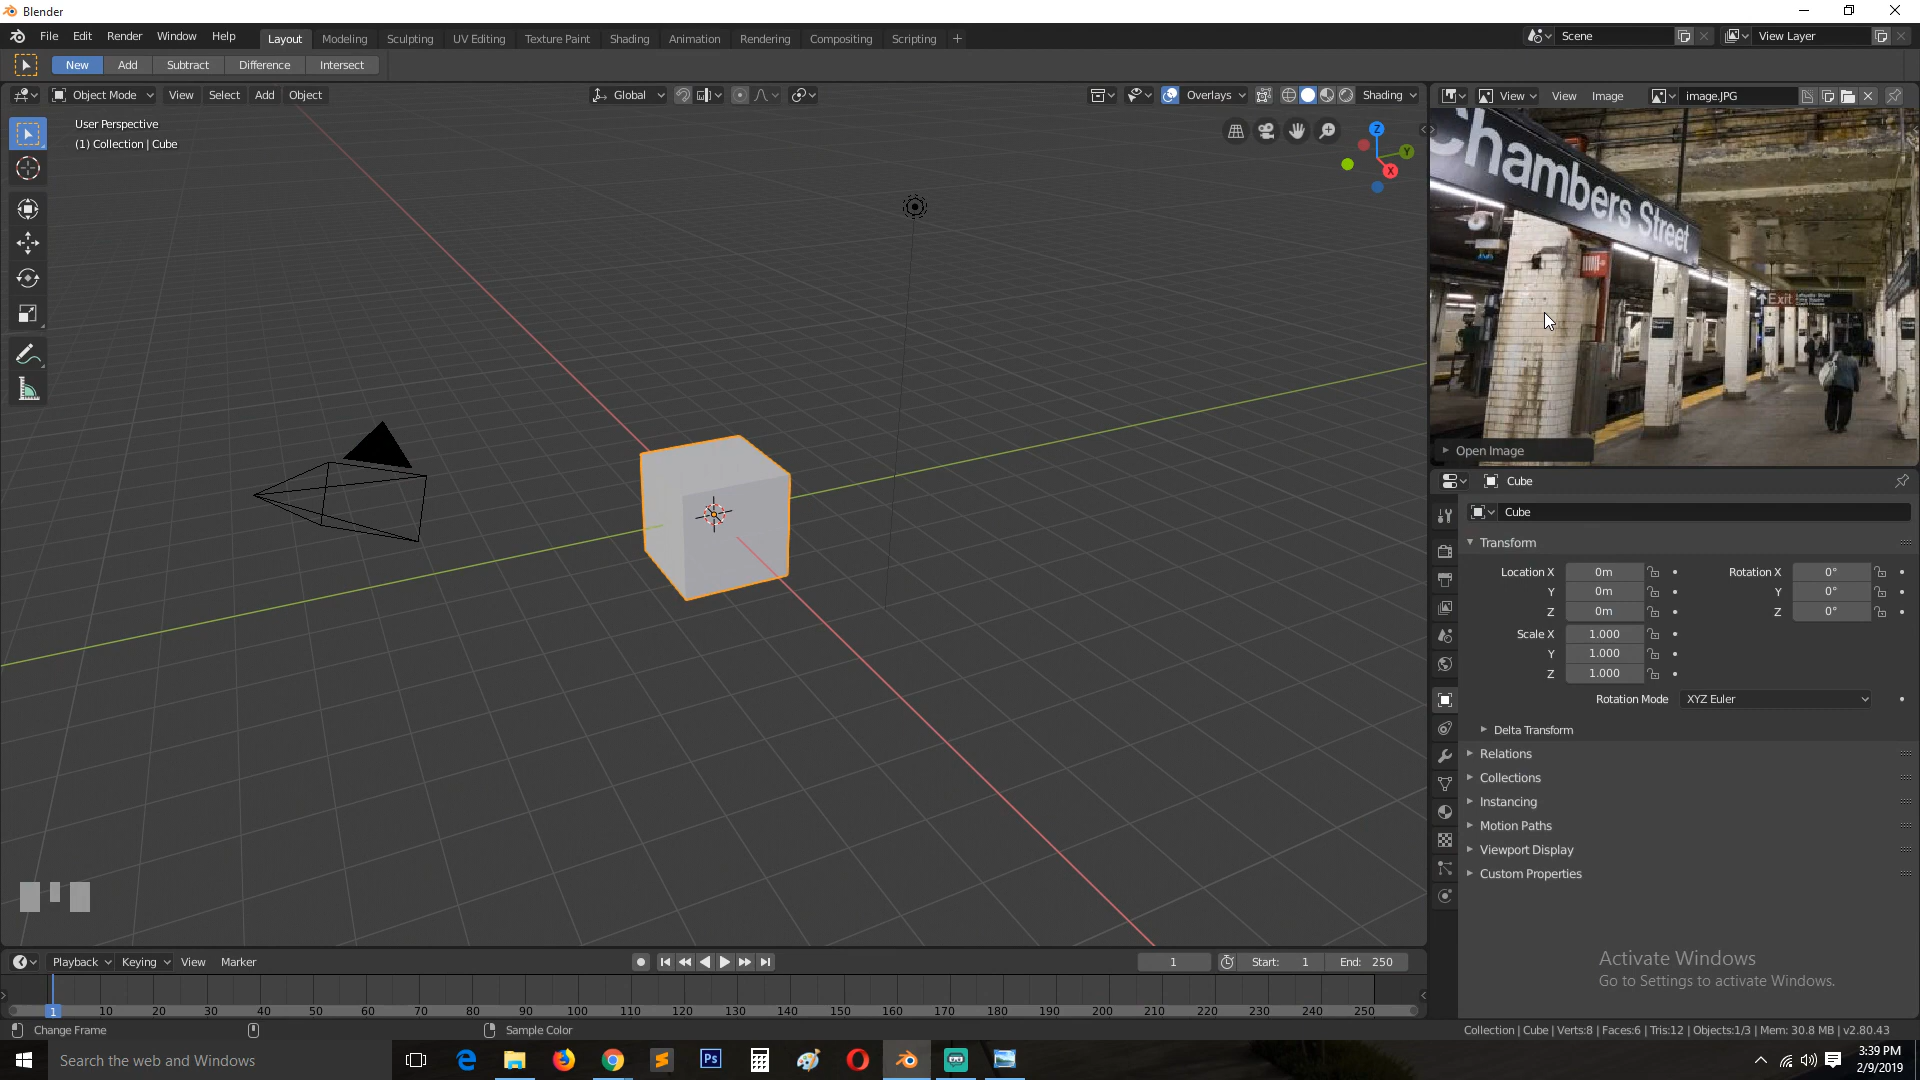 Blender
File Edit Render Window Help
Layout Modeling Sculpting UV Editing Texture Paint Shading Animation Rendering Compositing Scripting +
Scene View Layer
New Add Subtract Difference Intersect
Object Mode View Select Add Object Global Overlays Shading
View View Image image.JPG
User Perspective
(1) Collection | Cube
Z
Y
X
Chambers Street
Exit
Open Image
Cube
Cube
Transform
Location X 0m Rotation X 0°
Y 0m Y 0°
Z 0m Z 0°
Scale X 1.000
Y 1.000
Z 1.000
Rotation Mode XYZ Euler
Delta Transform
Relations
Collections
Instancing
Motion Paths
Viewport Display
Custom Properties
Activate Windows
Go to Settings to activate Windows.
Playback Keying View Marker 1 Start: 1 End: 250
1 10 20 30 40 50 60 70 80 90 100 110 120 130 140 150 160 170 180 190 200 210 220 230 240 250
Change Frame Sample Color Collection | Cube | Verts:8 | Faces:6 | Tris:12 | Objects:1/3 | Mem: 30.8 MB | v2.80.43
Search the web and Windows
Ps
3:39 PM
2/9/2019